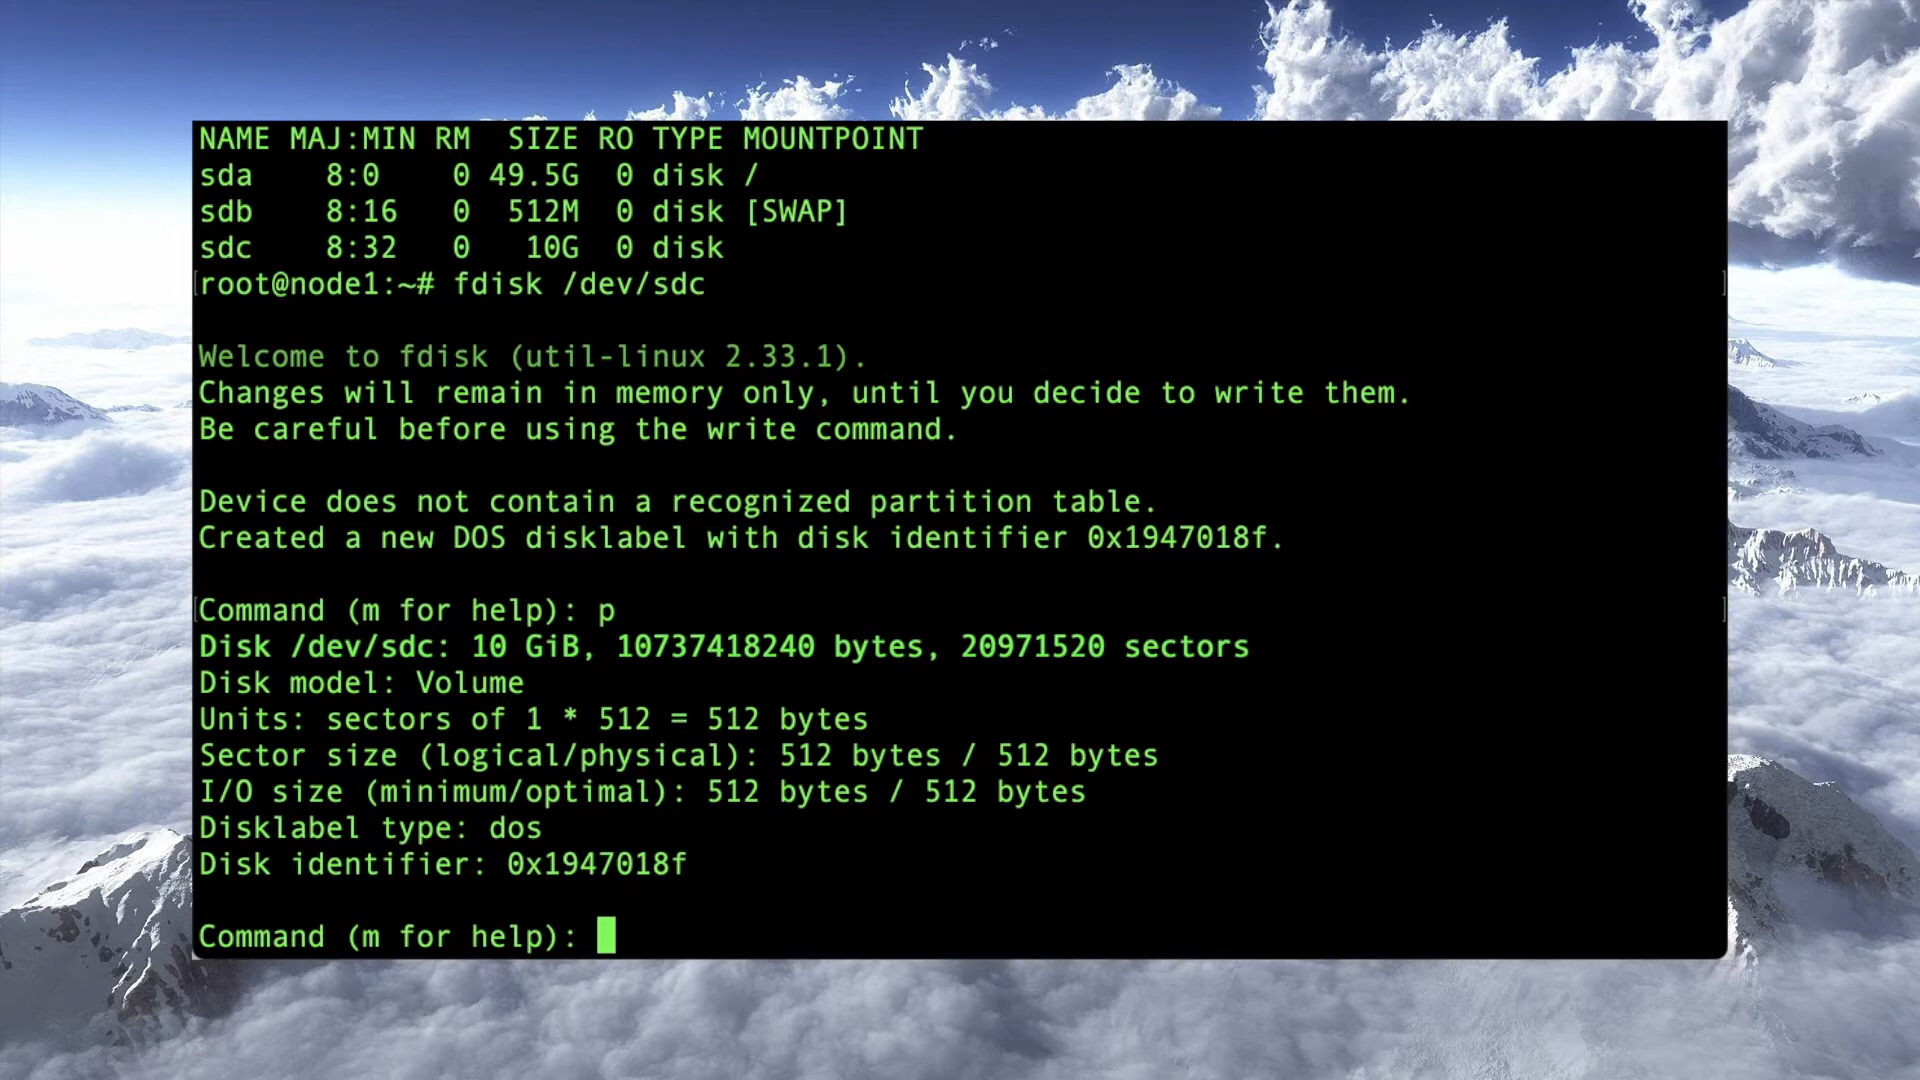 NAME MAJ:MIN RM  SIZE RO TYPE MOUNTPOINT
sda    8:0    0 49.5G  0 disk /
sdb    8:16   0  512M  0 disk [SWAP]
sdc    8:32   0   10G  0 disk
[root@node1:~# fdisk /dev/sdc ]
Welcome to fdisk (util-linux 2.33.1).
Changes will remain in memory only, until you decide to write them.
Be careful before using the write command.
Device does not contain a recognized partition table.
Created a new DOS disklabel with disk identifier 0x1947018f.
[Command (m for help): p ]
Disk /dev/sdc: 10 GiB, 10737418240 bytes, 20971520 sectors
Disk model: Volume
Units: sectors of 1 * 512 = 512 bytes
Sector size (logical/physical): 512 bytes / 512 bytes
I/O size (minimum/optimal): 512 bytes / 512 bytes
Disklabel type: dos
Disk identifier: 0x1947018f
Command (m for help):